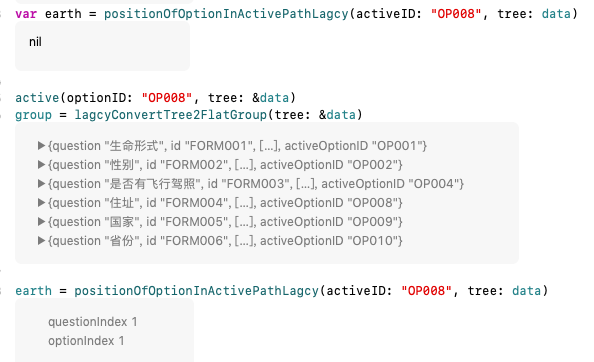 var earth = positionOfOptionInActivePathLagcy(activeID: "OP008", tree: data)
nil
active(optionID: "OP008", tree: &data)
group = lagcyConvertTree2FlatGroup(tree: &data)
▶{question "生命形式", id "FORM001", [...], activeOptionID "OP001"}
▶{question "性别", id "FORM002", [...], activeOptionID "OP002"}
▶{question "是否有飞行驾照", id "FORM003", [...], activeOptionID "OP004"}
▶{question "住址", id "FORM004", [...], activeOptionID "OP008"}
▶{question "国家", id "FORM005", [...], activeOptionID "OP009"}
▶{question "省份", id "FORM006", [...], activeOptionID "OP010"}
earth = positionOfOptionInActivePathLagcy(activeID: "OP008", tree: data)
questionIndex 1
optionIndex 1